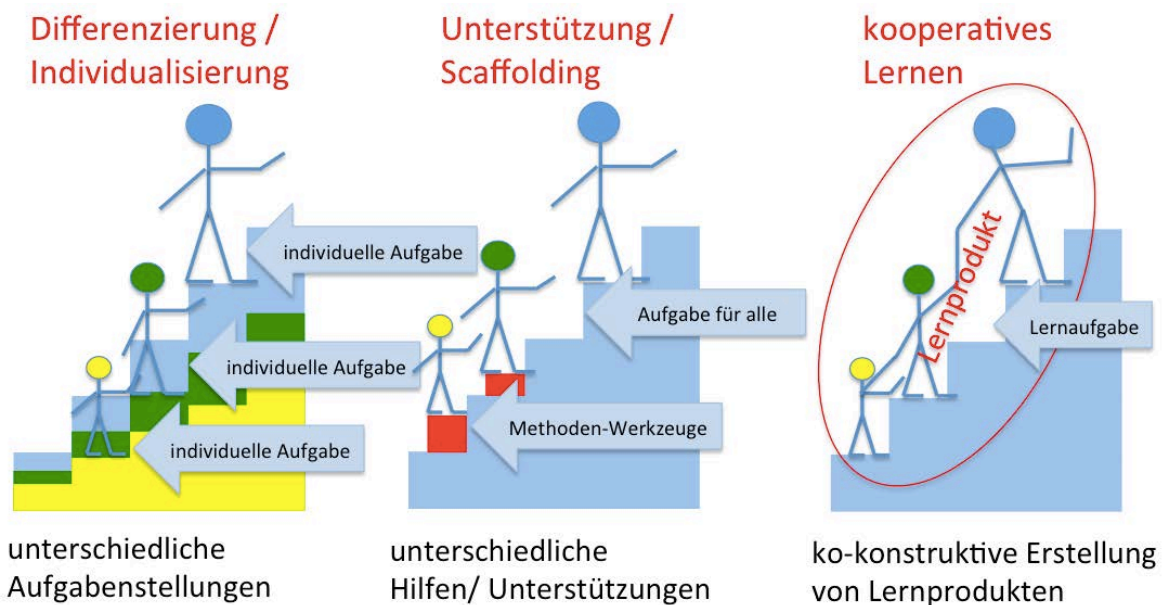 Differenzierung /
Individualisierung
individuelle Aufgabe
individuelle Aufgabe
individuelle Aufgabe
unterschiedliche
Aufgabenstellungen
Unterstützung /
Scaffolding
Aufgabe für alle
Methoden-Werkzeuge
unterschiedliche
Hilfen/ Unterstützungen
kooperatives
Lernen
Lernprodukt
Lernaufgabe
ko-konstruktive Erstellung
von Lernprodukten